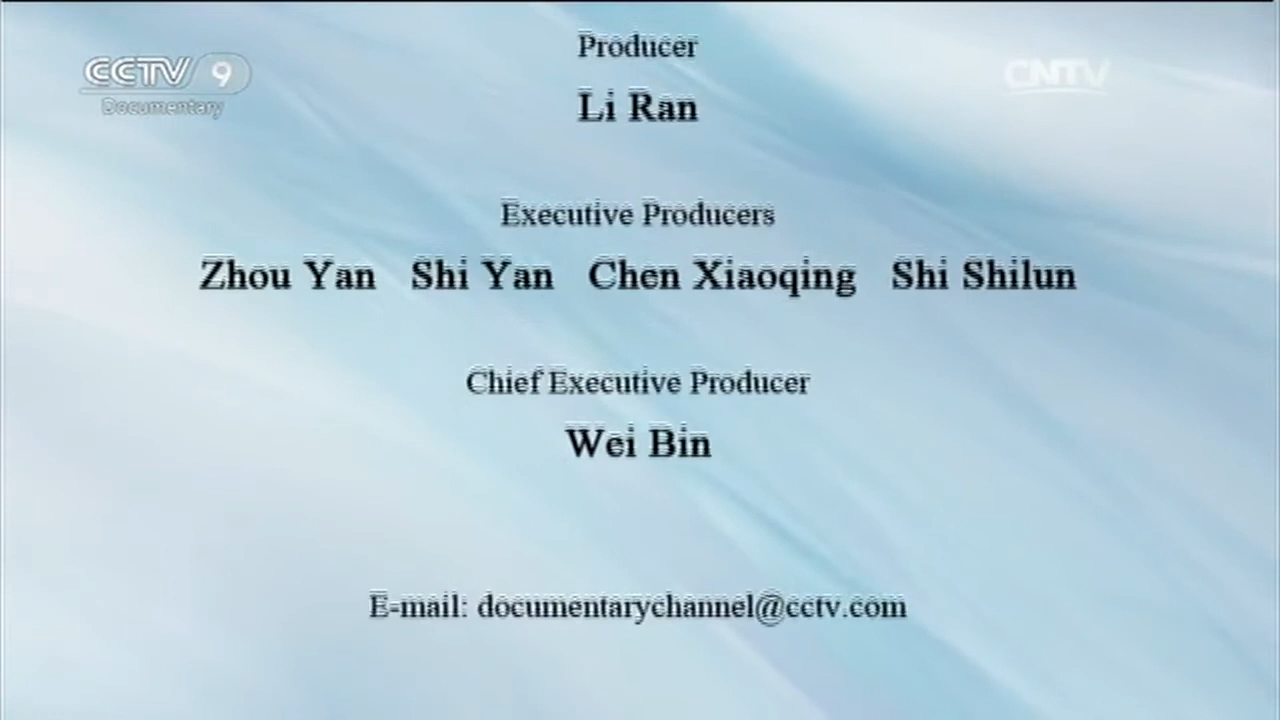 Producer
CCTV 9
CNTV
Documentary
Li Ran
Executive Producers
Zhou Yan Shi Yan Chen Xiaoqing Shi Shilun
Chief Executive Producer
Wei Bin
E-mail: documentarychannel@cctv.com